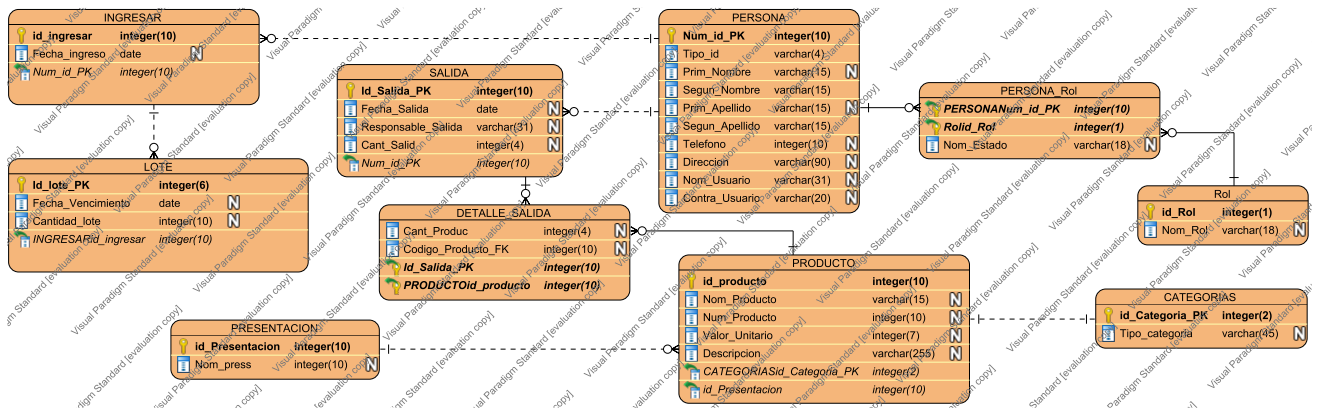 INGRESAR
id_ingresar integer(10)
Fecha_ingreso date N
Num_id_PK integer(10)
SALIDA
Id_Salida_PK integer(10)
Fecha_Salida date N
Responsable_Salida varchar(31) N
Cant_Salid integer(4) N
Num_id_PK integer(10)
PERSONA
Num_id_PK integer(10)
Tipo_id varchar(4)
Prim_Nombre varchar(15) N
Segun_Nombre varchar(15)
Prim_Apellido varchar(15) N
Segun_Apellido varchar(15)
Telefono integer(10) N
Direccion varchar(90) N
Nom_Usuario varchar(31) N
Contra_Usuario varchar(20) N
PERSONA_Rol
PERSONANum_id_PK integer(10)
Rolid_Rol integer(1)
Nom_Estado varchar(18) N
LOTE
Id_lote_PK integer(6)
Fecha_Vencimiento date N
Cantidad_lote integer(10) N
INGRESARid_ingresar integer(10)
Rol
id_Rol integer(1)
Nom_Rol varchar(18) N
DETALLE_SALIDA
Cant_Produc integer(4) N
Codigo_Producto_FK integer(10) N
Id_Salida_PK integer(10)
PRODUCTOid_producto integer(10)
PRODUCTO
id_producto integer(10)
Nom_Producto varchar(15) N
Num_Producto integer(10) N
Valor_Unitario integer(7) N
Descripcion varchar(255) N
CATEGORIASid_Categoria_PK integer(2)
id_Presentacion integer(10)
CATEGORIAS
id_Categoria_PK integer(2)
Tipo_categoria varchar(45) N
PRESENTACION
id_Presentacion integer(10)
Nom_press integer(10) N
Visual Paradigm Standard [evaluation copy]